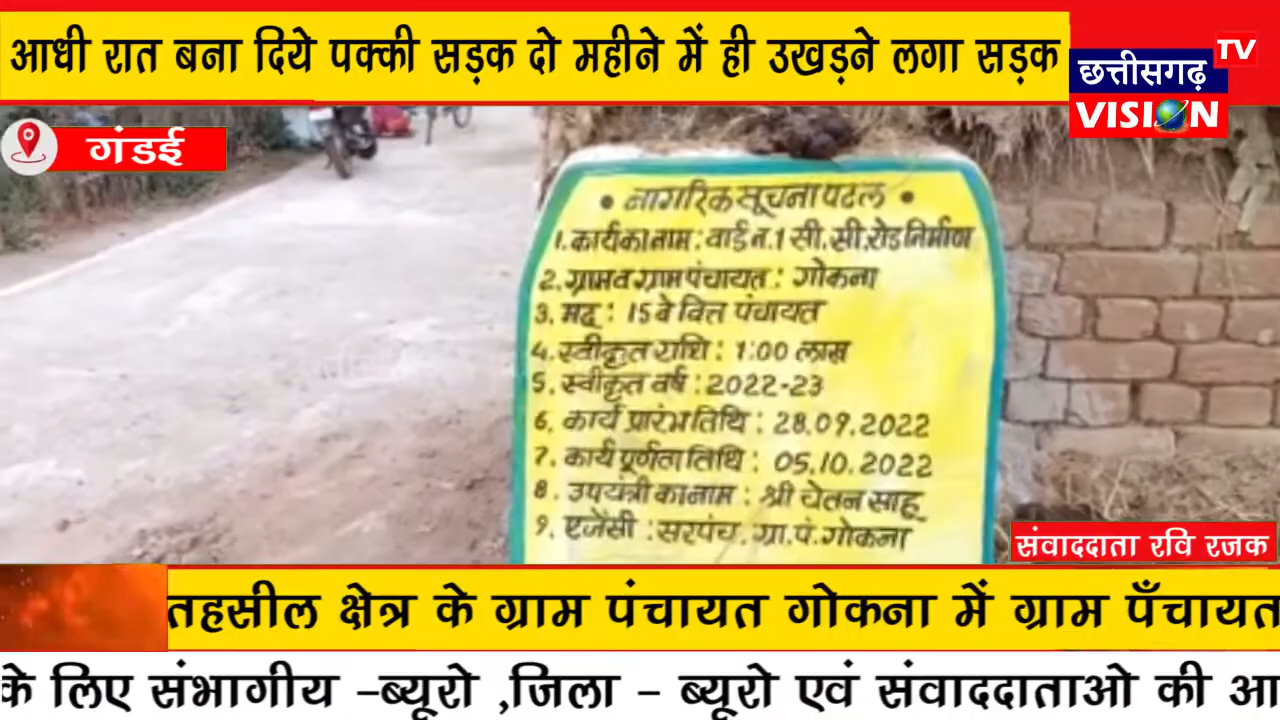 आधी रात बना दिये पक्की सड़क दो महीने में ही उखड़ने लगा सड़क
छत्तीसगढ़ TV
VISION
गंडई
• नागरिक सूचना पटल •
1. कार्य का नाम : वार्ड न. 1 सी. सी. रोड निर्माण
2. ग्राम व ग्राम पंचायत : गोकना
3. मद : 15 वे वित्त पंचायत
4. स्वीकृत राशि : 1:00 लाख
5. स्वीकृत वर्ष : 2022-23
6. कार्य प्रारंभ तिथि : 28.09.2022
7. कार्य पूर्णता तिथि : 05.10.2022
8. उपयंत्री का नाम : श्री चेतन साहू
9. एजेंसी : सरपंच. ग्रा. पं. गोकना
संवाददाता रवि रजक
तहसील क्षेत्र के ग्राम पंचायत गोकना में ग्राम पँचायत
के लिए संभागीय -ब्यूरो ,जिला - ब्यूरो एवं संवाददाताओ की आ